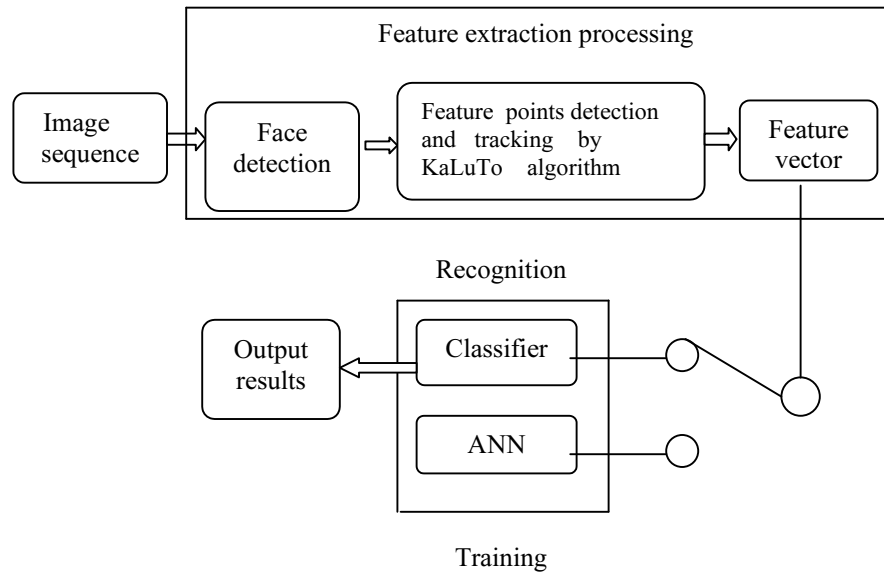 Feature extraction processing
Image
sequence
Face
detection
Feature points detection
and tracking by
KaLuTo algorithm
Feature
vector
Recognition
Output
results
Classifier
ANN
Training